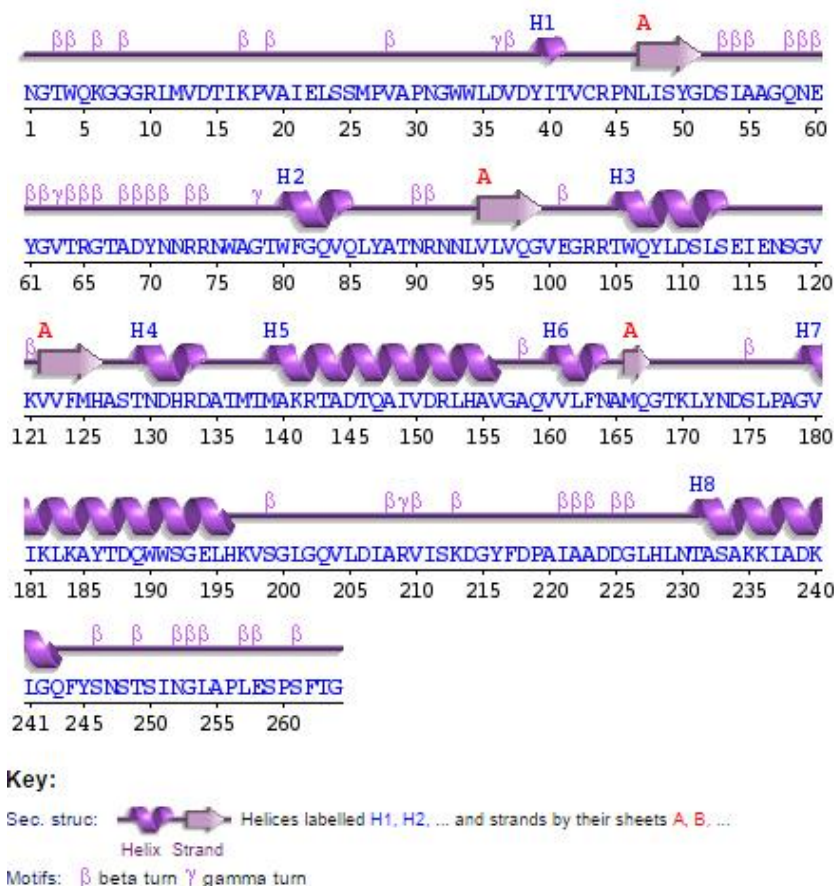 H1 A
ββ β β β β β γβ βββ βββ
NGTWQKGGGRLMVDTIKPVAIELSSMPVAPNGWWLDVDYITVCRPNLISYGDSIAAGQNE
1 5 10 15 20 25 30 35 40 45 50 55 60
H2 A H3
ββγβββ ββββ ββ γ ββ β
YGVTRGTADYNNRRNWAGTWFGQVQLYATNRNNLVLVQGVEGRRTWQYLDSLSEIENSGV
61 65 70 75 80 85 90 95 100 105 110 115 120
A H4 H5 H6 A H7
β β β
KVVFMHASTNDHRDATMTMAKRTADTQAIVDRLHAVGAQVVLFNAMQGTKLYNDSLPAGV
121 125 130 135 140 145 150 155 160 165 170 175 180
H8
β βγβ β βββ ββ
IKLKAYTDQWWSGELHKVSGLGQVLDIARVISKDGYFDPAIAADDGLHLNTASAKKIADK
181 185 190 195 200 205 210 215 220 225 230 235 240
β β βββ ββ β
LGQFYSNSTSINGLAPLESPSFTG
241 245 250 255 260
Key:
Sec. struc: Helices labelled H1, H2, ... and strands by their sheets A, B, ...
Helix Strand
Motifs: β beta turn γ gamma turn